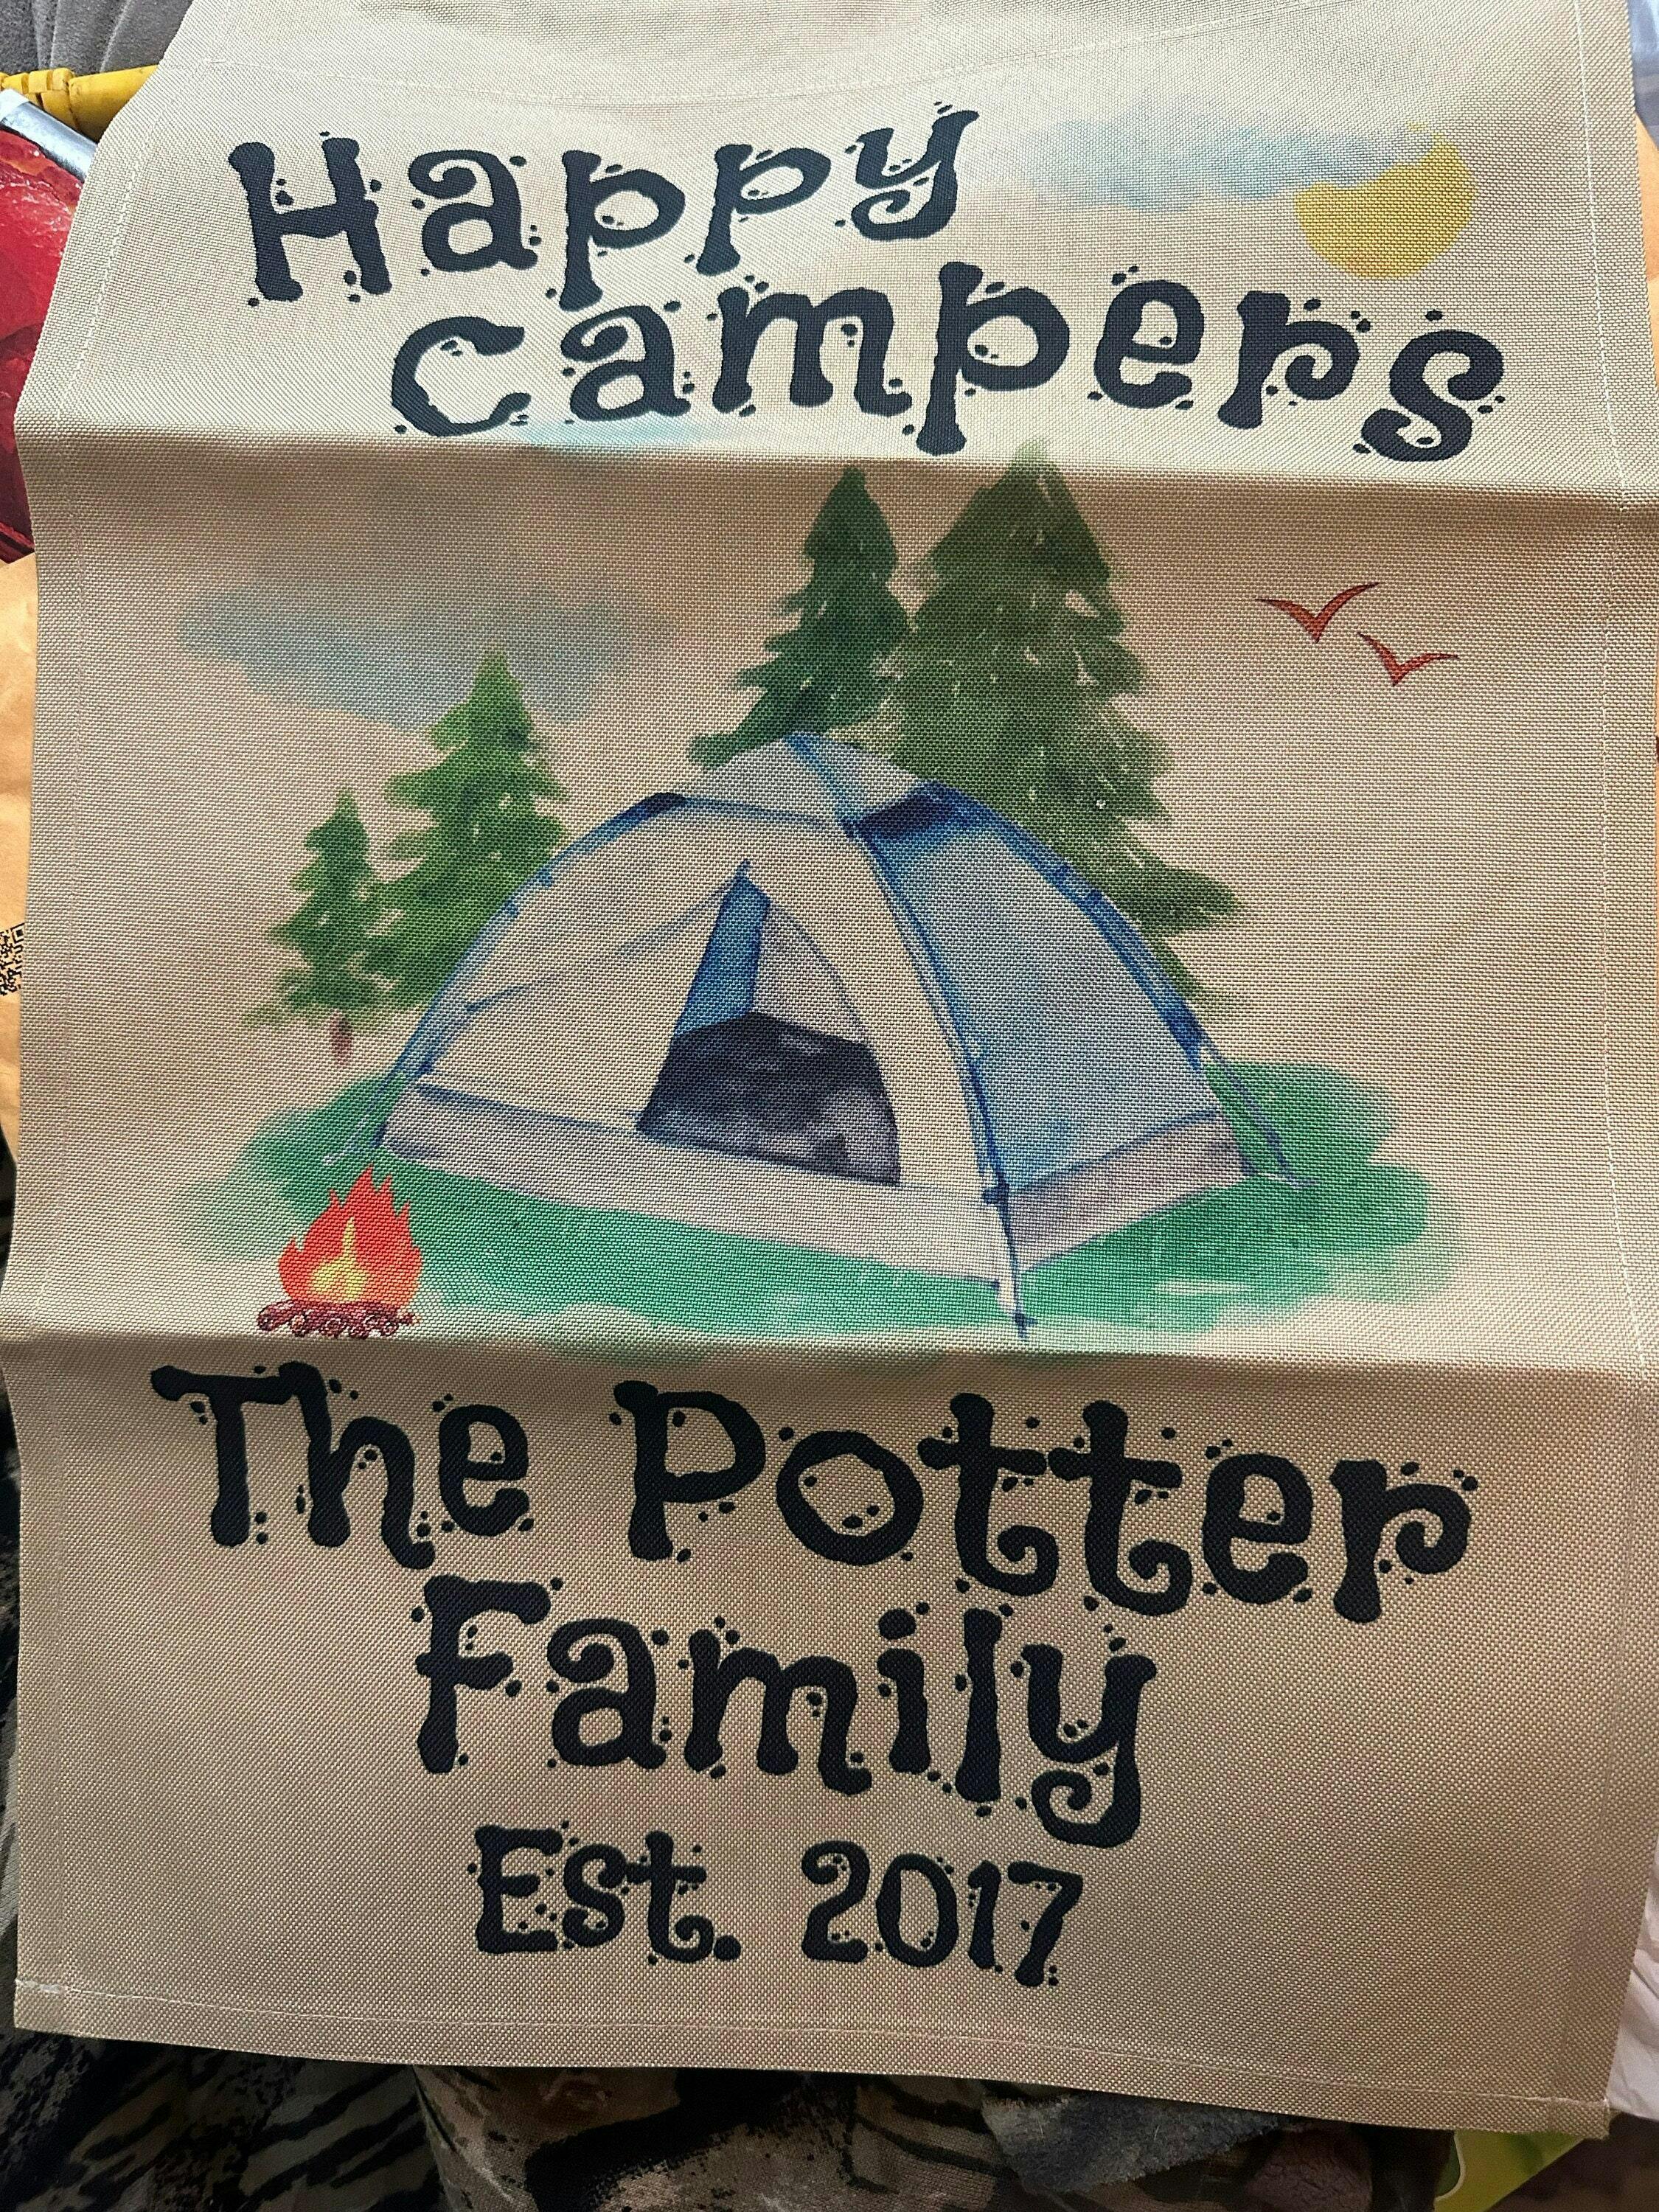 Happy
Campers
The Potter
Family
Est. 2017